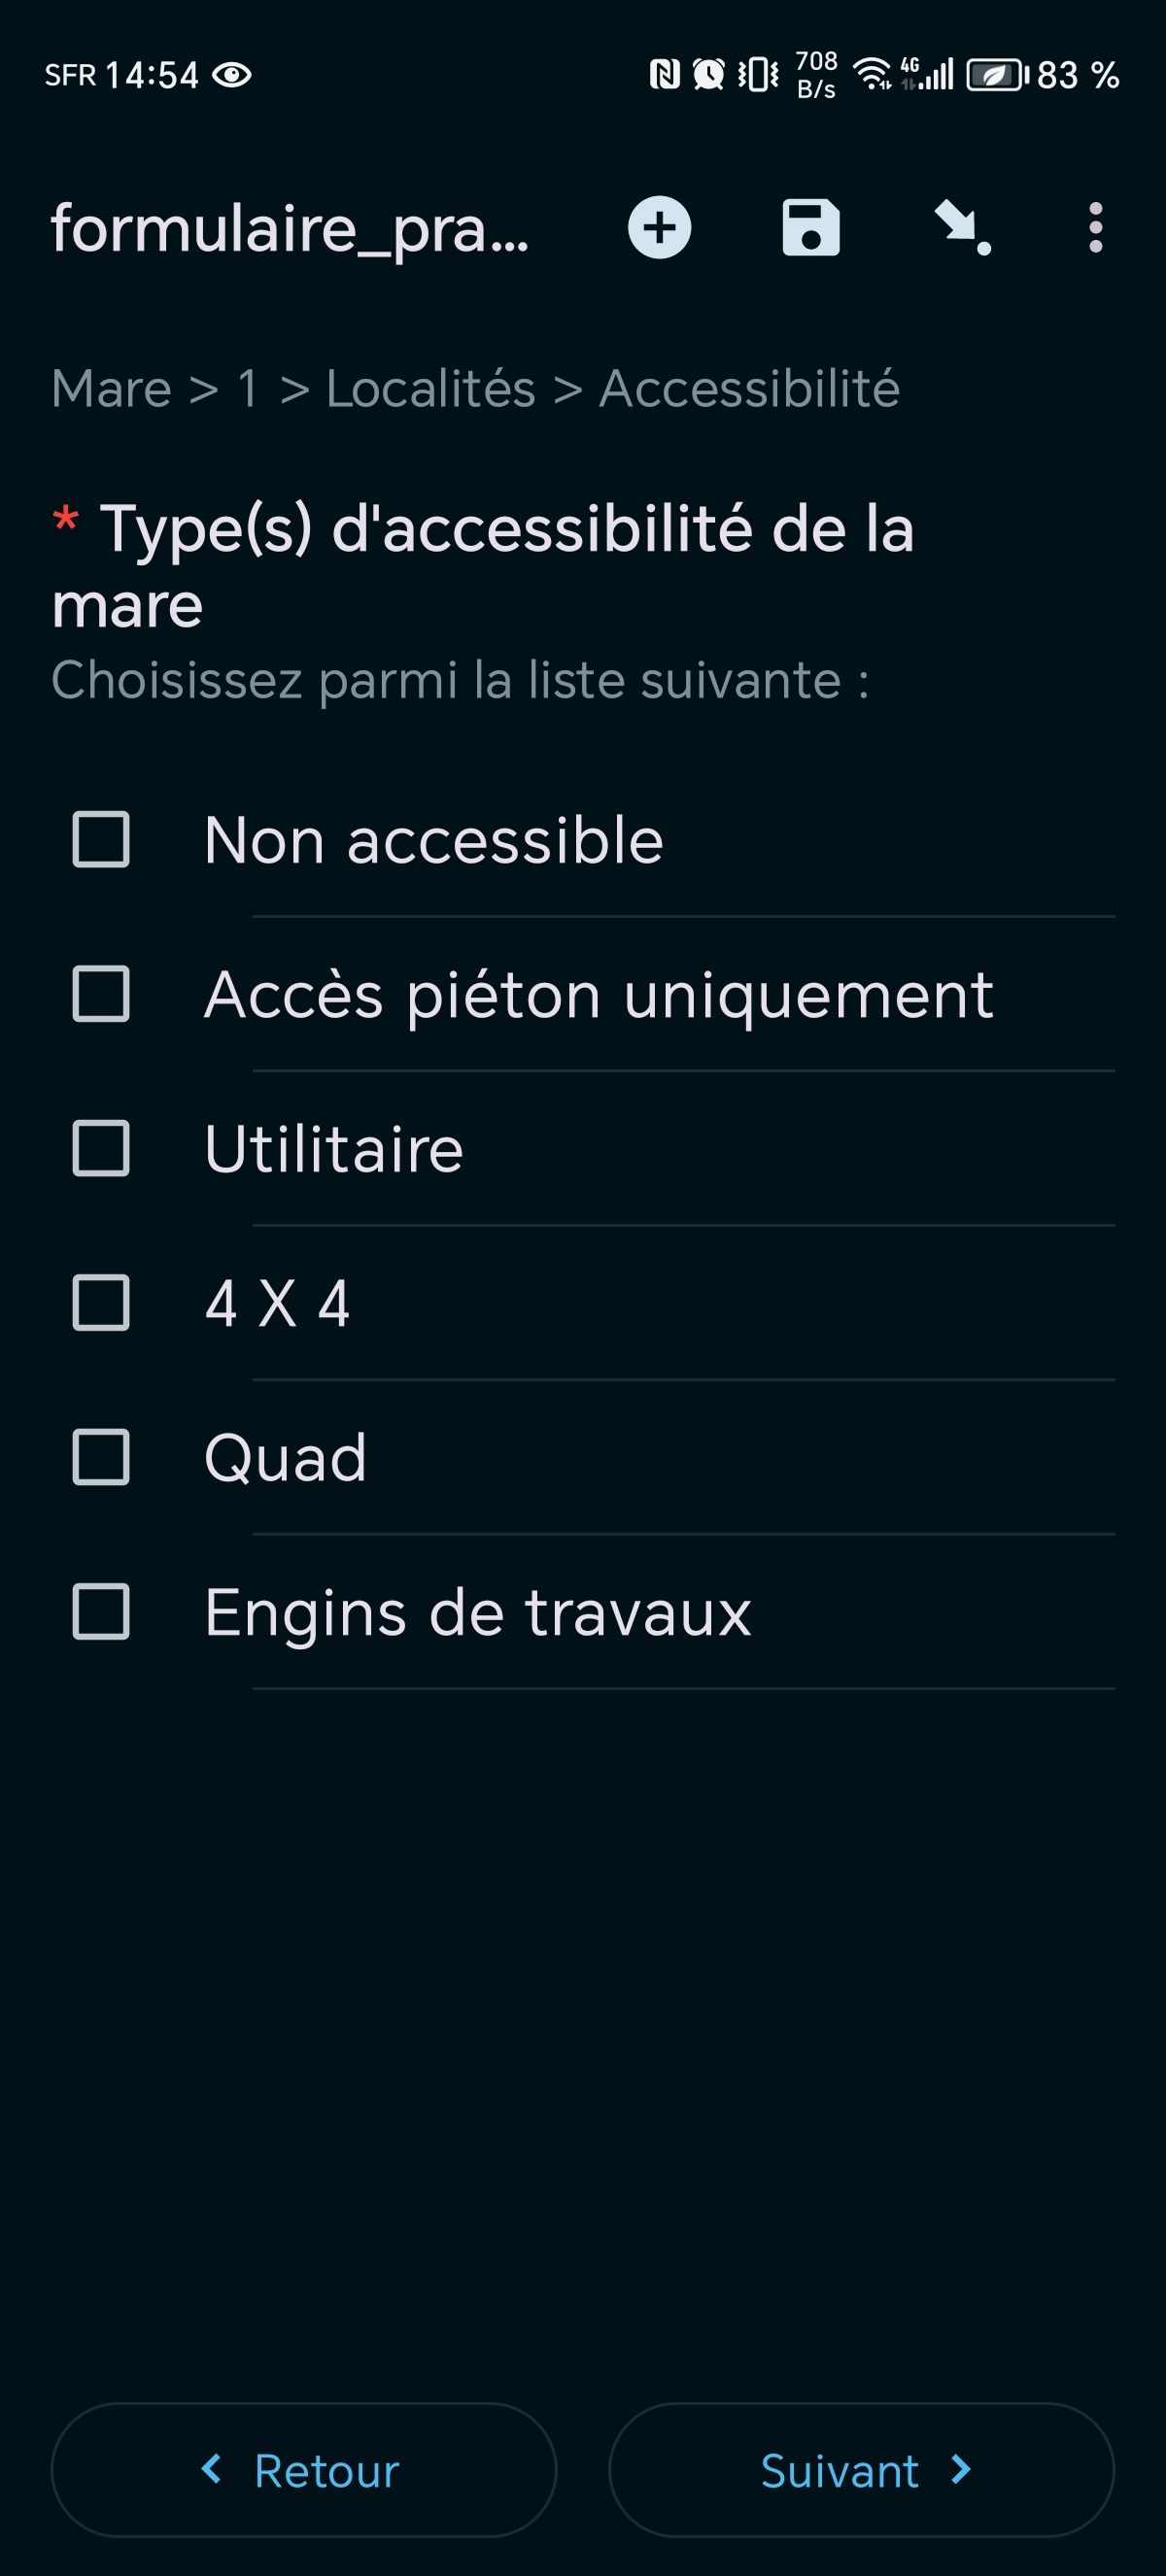 SFR 14:54 708 B/s 4G 83 %
formulaire_pra...
Mare > 1 > Localités > Accessibilité
* Type(s) d'accessibilité de la
mare
Choisissez parmi la liste suivante :
Non accessible
Accès piéton uniquement
Utilitaire
4 X 4
Quad
Engins de travaux
Retour Suivant